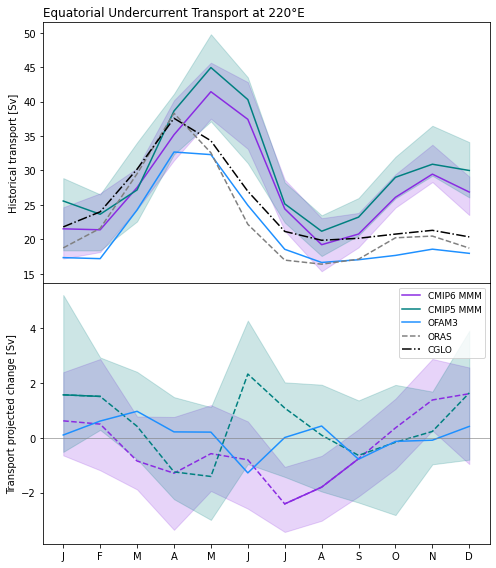 Equatorial Undercurrent Transport at 220°E
Historical transport [Sv]
50
45
40
35
30
25
20
15
Transport projected change [Sv]
4
2
0
−2
CMIP6 MMM
CMIP5 MMM
OFAM3
ORAS
CGLO
J F M A M J J A S O N D